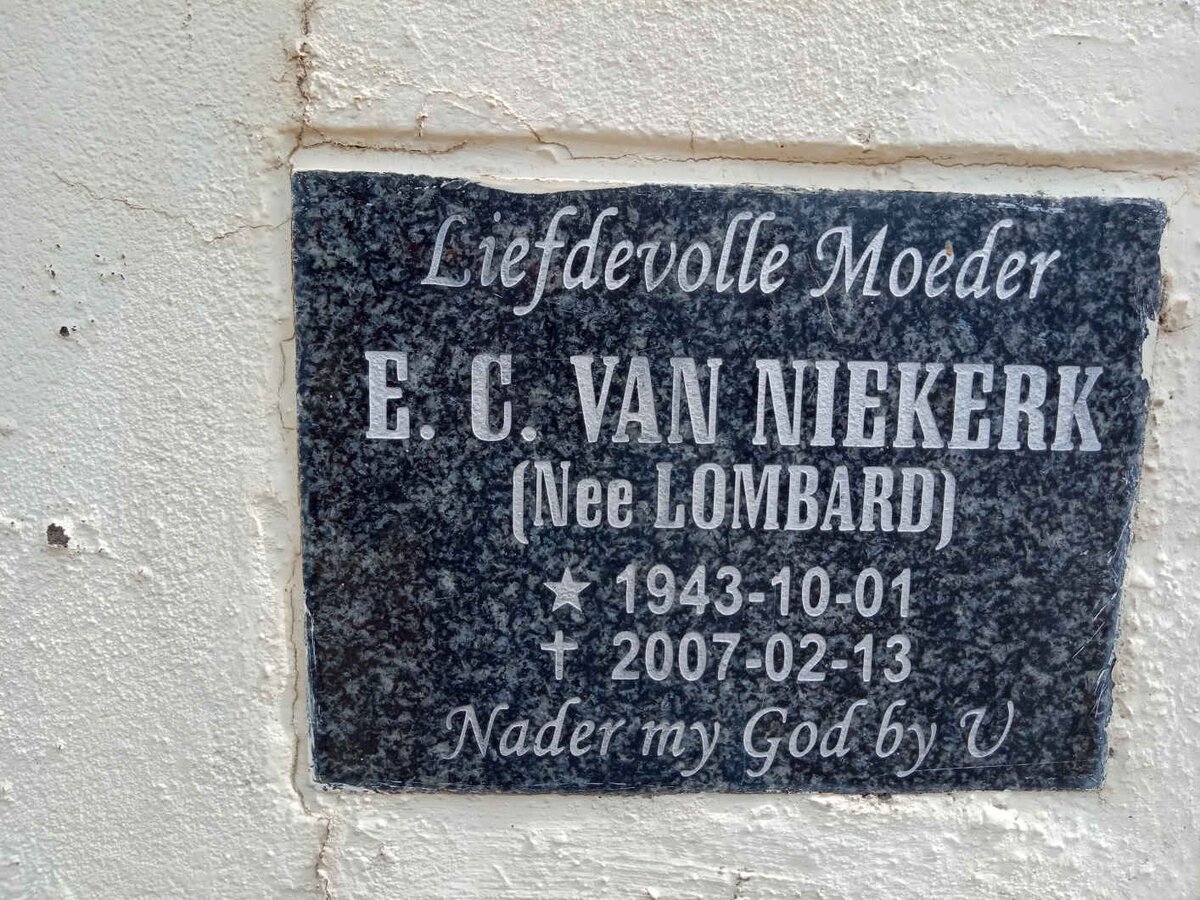 Liefdevolle Moeder
E. C. VAN NIEKERK
(Nee LOMBARD)
★ 1943-10-01
✝ 2007-02-13
Nader my God by U